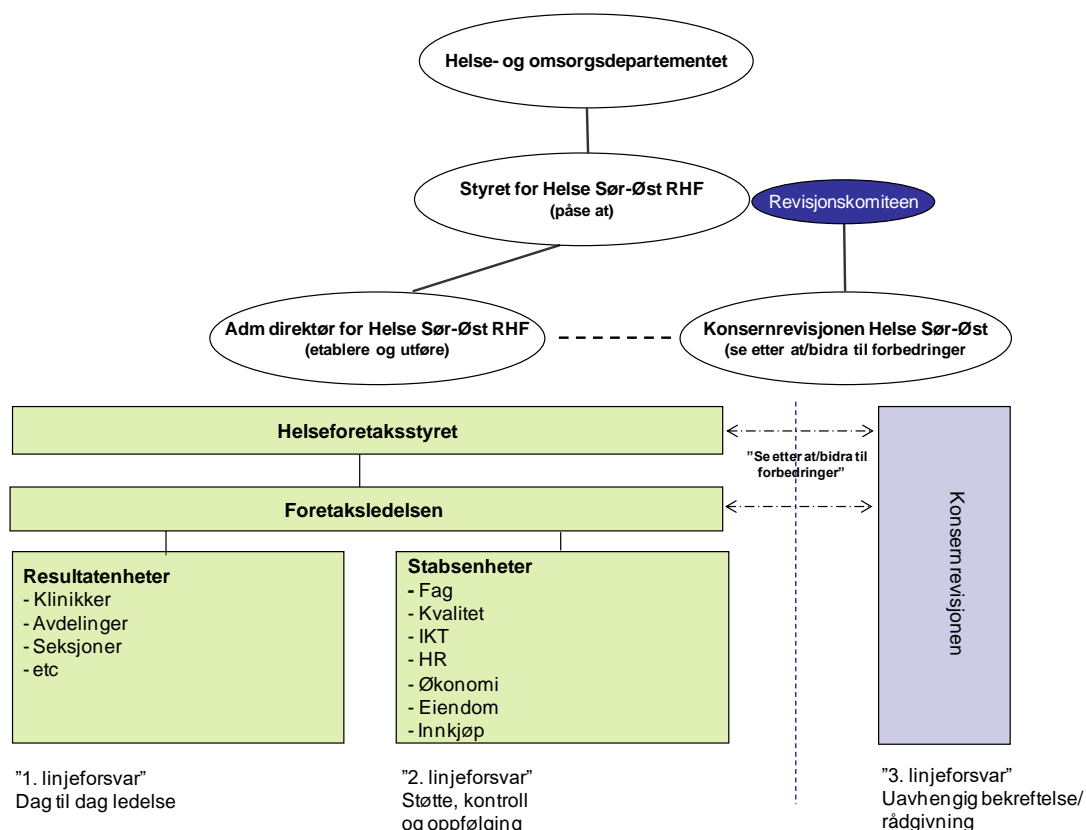 Helse- og omsorgsdepartementet
Styret for Helse Sør-Øst RHF
(påse at)
Revisjonskomiteen
Adm direktør for Helse Sør-Øst RHF
(etablere og utføre)
Konsernrevisjonen Helse Sør-Øst
(se etter at/bidra til forbedringer
Helseforetaksstyret
”Se etter at/bidra til
forbedringer”
Foretaksledelsen
Konsernrevisjonen
Resultatenheter
- Klinikker
- Avdelinger
- Seksjoner
- etc
Stabsenheter
- Fag
- Kvalitet
- IKT
- HR
- Økonomi
- Eiendom
- Innkjøp
”1. linjeforsvar”
Dag til dag ledelse
”2. linjeforsvar”
Støtte, kontroll
og oppfølging
”3. linjeforsvar”
Uavhengig bekreftelse/
rådgivning